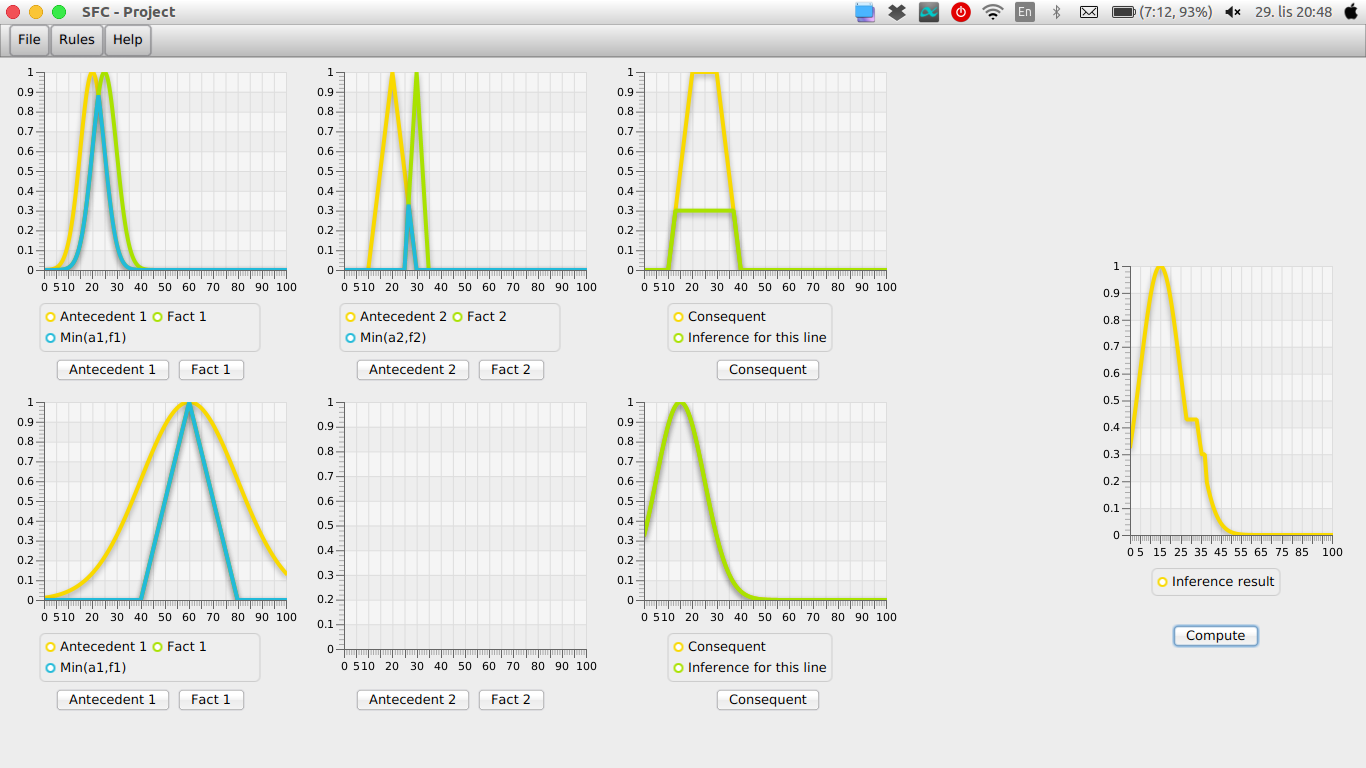 SFC - Project
En
(7:12, 93%)
29. lis 20:48
File Rules Help
1
0.9
0.8
0.7
0.6
0.5
0.4
0.3
0.2
0.1
0
0 5 10 20 30 40 50 60 70 80 90 100
Antecedent 1 Fact 1
Min(a1,f1)
Antecedent 1 Fact 1
1
0.9
0.8
0.7
0.6
0.5
0.4
0.3
0.2
0.1
0
0 5 10 20 30 40 50 60 70 80 90 100
Antecedent 2 Fact 2
Min(a2,f2)
Antecedent 2 Fact 2
1
0.9
0.8
0.7
0.6
0.5
0.4
0.3
0.2
0.1
0
0 5 10 20 30 40 50 60 70 80 90 100
Consequent
Inference for this line
Consequent
1
0.9
0.8
0.7
0.6
0.5
0.4
0.3
0.2
0.1
0
0 5 10 20 30 40 50 60 70 80 90 100
Antecedent 1 Fact 1
Min(a1,f1)
Antecedent 1 Fact 1
1
0.9
0.8
0.7
0.6
0.5
0.4
0.3
0.2
0.1
0
0 5 10 20 30 40 50 60 70 80 90 100
Antecedent 2 Fact 2
1
0.9
0.8
0.7
0.6
0.5
0.4
0.3
0.2
0.1
0
0 5 10 20 30 40 50 60 70 80 90 100
Consequent
Inference for this line
Consequent
1
0.9
0.8
0.7
0.6
0.5
0.4
0.3
0.2
0.1
0
0 5 15 25 35 45 55 65 75 85 100
Inference result
Compute